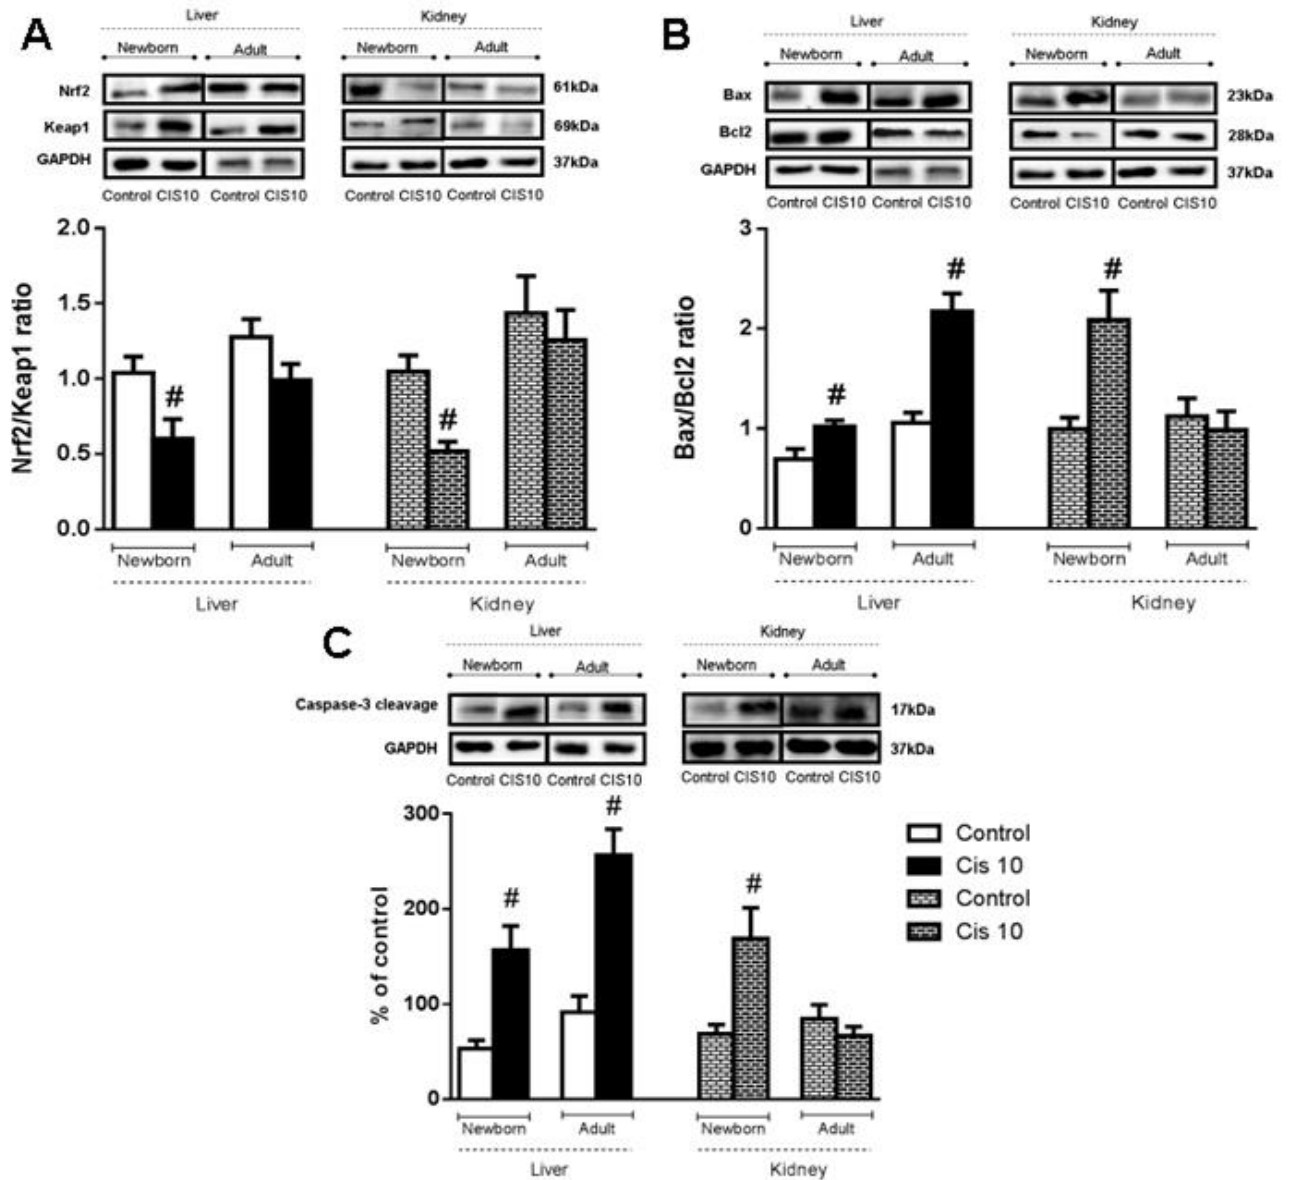 A
Liver
Kidney
Newborn
Adult
Newborn
Adult
Nrf2
61kDa
Keap1
69kDa
GAPDH
37kDa
Control CIS10 Control CIS10
Control CIS10 Control CIS10
2.0
1.5
1.0
0.5
0.0
Nrf2/Keap1 ratio
#
#
Newborn
Adult
Newborn
Adult
Liver
Kidney
B
Liver
Kidney
Newborn
Adult
Newborn
Adult
Bax
23kDa
Bcl2
28kDa
GAPDH
37kDa
Control CIS10 Control CIS10
Control CIS10 Control CIS10
3
2
1
0
Bax/Bcl2 ratio
#
#
#
Newborn
Adult
Newborn
Adult
Liver
Kidney
C
Liver
Kidney
Newborn
Adult
Newborn
Adult
Caspase-3 cleavage
17kDa
GAPDH
37kDa
Control CIS10 Control CIS10
Control CIS10 Control CIS10
300
200
100
0
% of control
#
#
#
Newborn
Adult
Newborn
Adult
Liver
Kidney
Control
Cis 10
Control
Cis 10